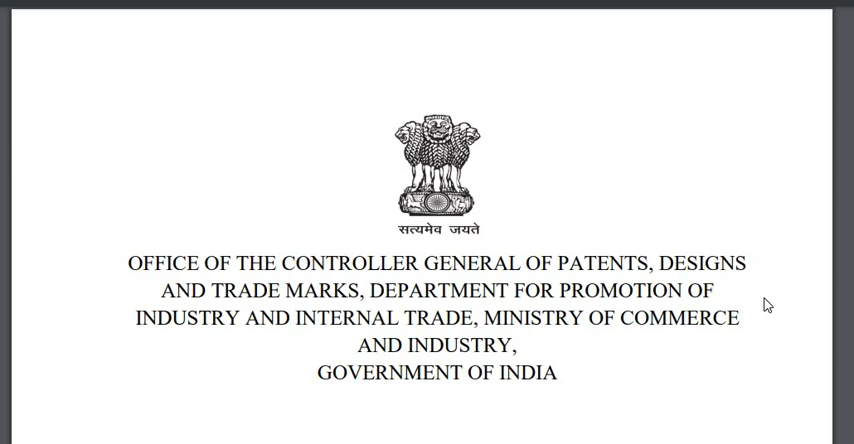 सत्यमेव जयते
OFFICE OF THE CONTROLLER GENERAL OF PATENTS, DESIGNS
AND TRADE MARKS, DEPARTMENT FOR PROMOTION OF
INDUSTRY AND INTERNAL TRADE, MINISTRY OF COMMERCE
AND INDUSTRY,
GOVERNMENT OF INDIA